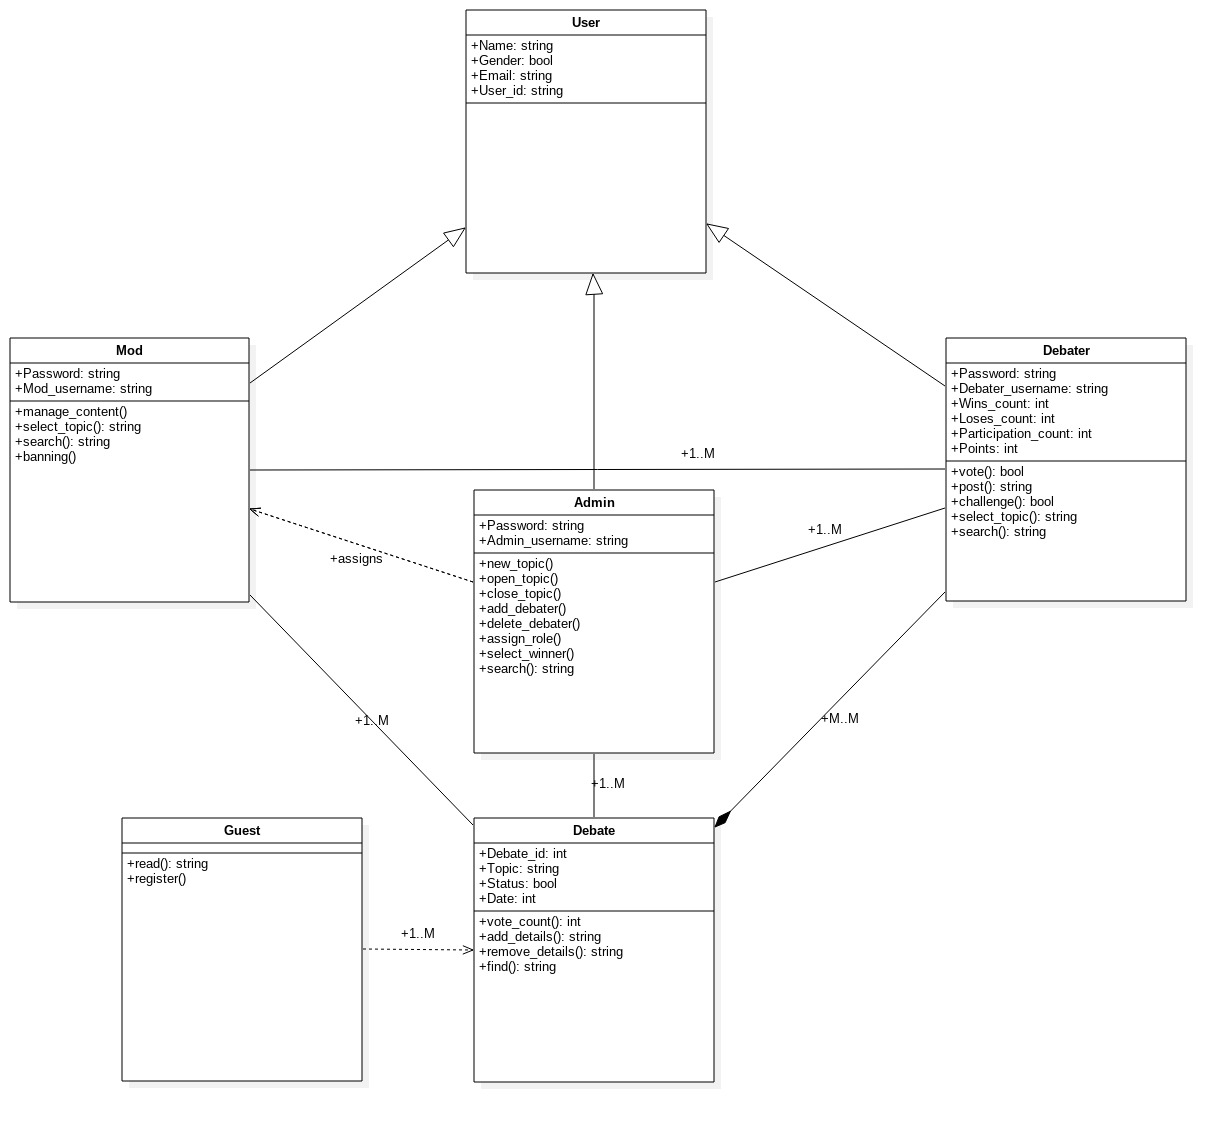 User
+Name: string
+Gender: bool
+Email: string
+User_id: string
Mod
+Password: string
+Mod_username: string
+manage_content()
+select_topic(): string
+search(): string
+banning()
Debater
+Password: string
+Debater_username: string
+Wins_count: int
+Loses_count: int
+Participation_count: int
+Points: int
+vote(): bool
+post(): string
+challenge(): bool
+select_topic(): string
+search(): string
+1..M
Admin
+Password: string
+Admin_username: string
+new_topic()
+open_topic()
+close_topic()
+add_debater()
+delete_debater()
+assign_role()
+select_winner()
+search(): string
+1..M
+assigns
+1..M
+M..M
+1..M
Guest
+read(): string
+register()
+1..M
Debate
+Debate_id: int
+Topic: string
+Status: bool
+Date: int
+vote_count(): int
+add_details(): string
+remove_details(): string
+find(): string